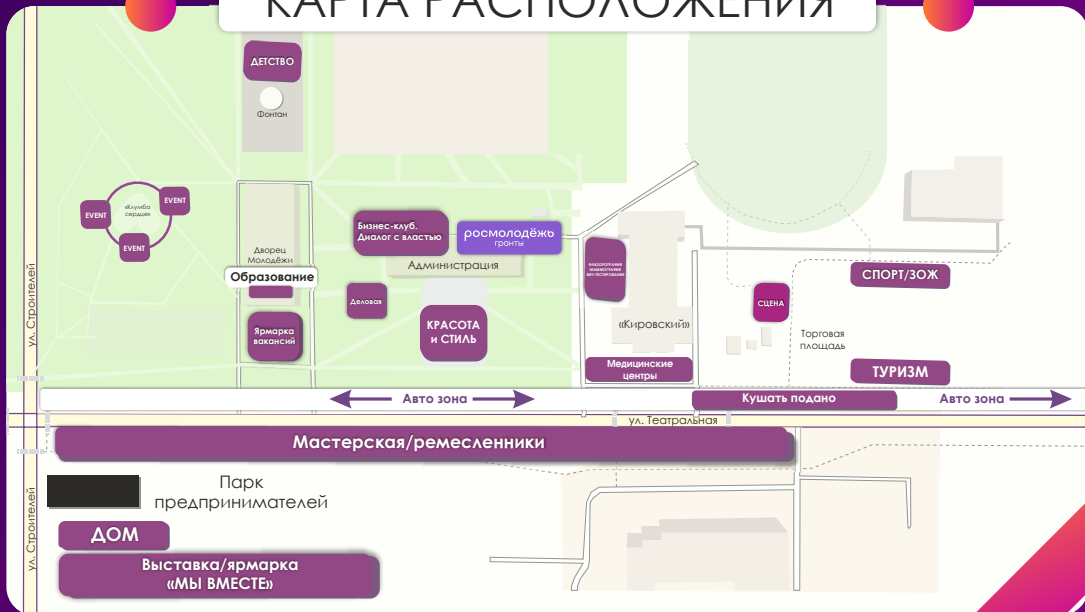 КАРТА РАСПОЛОЖЕНИЯ
ДЕТСТВО
Фонтан
EVENT
EVENT
EVENT
«Клумба
сердце»
Дворец
Молодёжи
Образование
Ярмарка
вакансий
Бизнес-клуб.
Диалог с властью
росмолодёжь
гранты
Администрация
Деловая
КРАСОТА
и СТИЛЬ
«Кировский»
Медицинские
центры
СЦЕНА
СПОРТ/ЗОЖ
Торговая
площадь
ТУРИЗМ
ул. Строителей
Авто зона
Кушать подано
Авто зона
ул. Театральная
Мастерская/ремесленники
Парк
предпринимателей
ул. Строителей
ДОМ
Выставка/ярмарка
«МЫ ВМЕСТЕ»